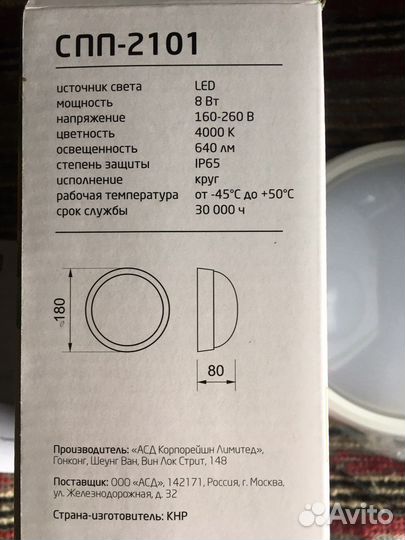 СПП-2101
источник света LED
мощность 8 Вт
напряжение 160-260 В
цветность 4000 К
освещенность 640 лм
степень защиты IP65
исполнение круг
рабочая температура от -45°С до +50°С
срок службы 30 000 ч
⌀180
80
Производитель: «АСД Корпорейшн Лимитед»,
Гонконг, Шеунг Ван, Вин Лок Стрит, 148
Поставщик: ООО «АСД», 142171, Россия, г. Москва,
ул. Железнодорожная, д. 32
Страна-изготовитель: КНР
Avito